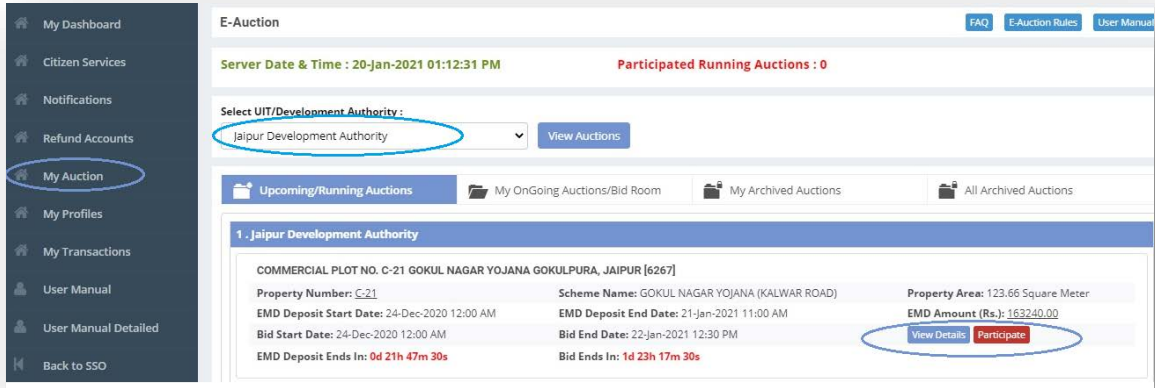 My Dashboard
Citizen Services
Notifications
Refund Accounts
My Auction
My Profiles
My Transactions
User Manual
User Manual Detailed
Back to SSO
E-Auction
FAQ E-Auction Rules User Manual
Server Date & Time : 20-Jan-2021 01:12:31 PM Participated Running Auctions : 0
Select UIT/Development Authority :
Jaipur Development Authority View Auctions
Upcoming/Running Auctions My OnGoing Auctions/Bid Room My Archived Auctions All Archived Auctions
1 . Jaipur Development Authority
COMMERCIAL PLOT NO. C-21 GOKUL NAGAR YOJANA GOKULPURA, JAIPUR [6267]
Property Number: C-21 Scheme Name: GOKUL NAGAR YOJANA (KALWAR ROAD) Property Area: 123.66 Square Meter
EMD Deposit Start Date: 24-Dec-2020 12:00 AM EMD Deposit End Date: 21-Jan-2021 11:00 AM EMD Amount (Rs.): 163240.00
Bid Start Date: 24-Dec-2020 12:00 AM Bid End Date: 22-Jan-2021 12:30 PM View Details Participate
EMD Deposit Ends In: 0d 21h 47m 30s Bid Ends In: 1d 23h 17m 30s